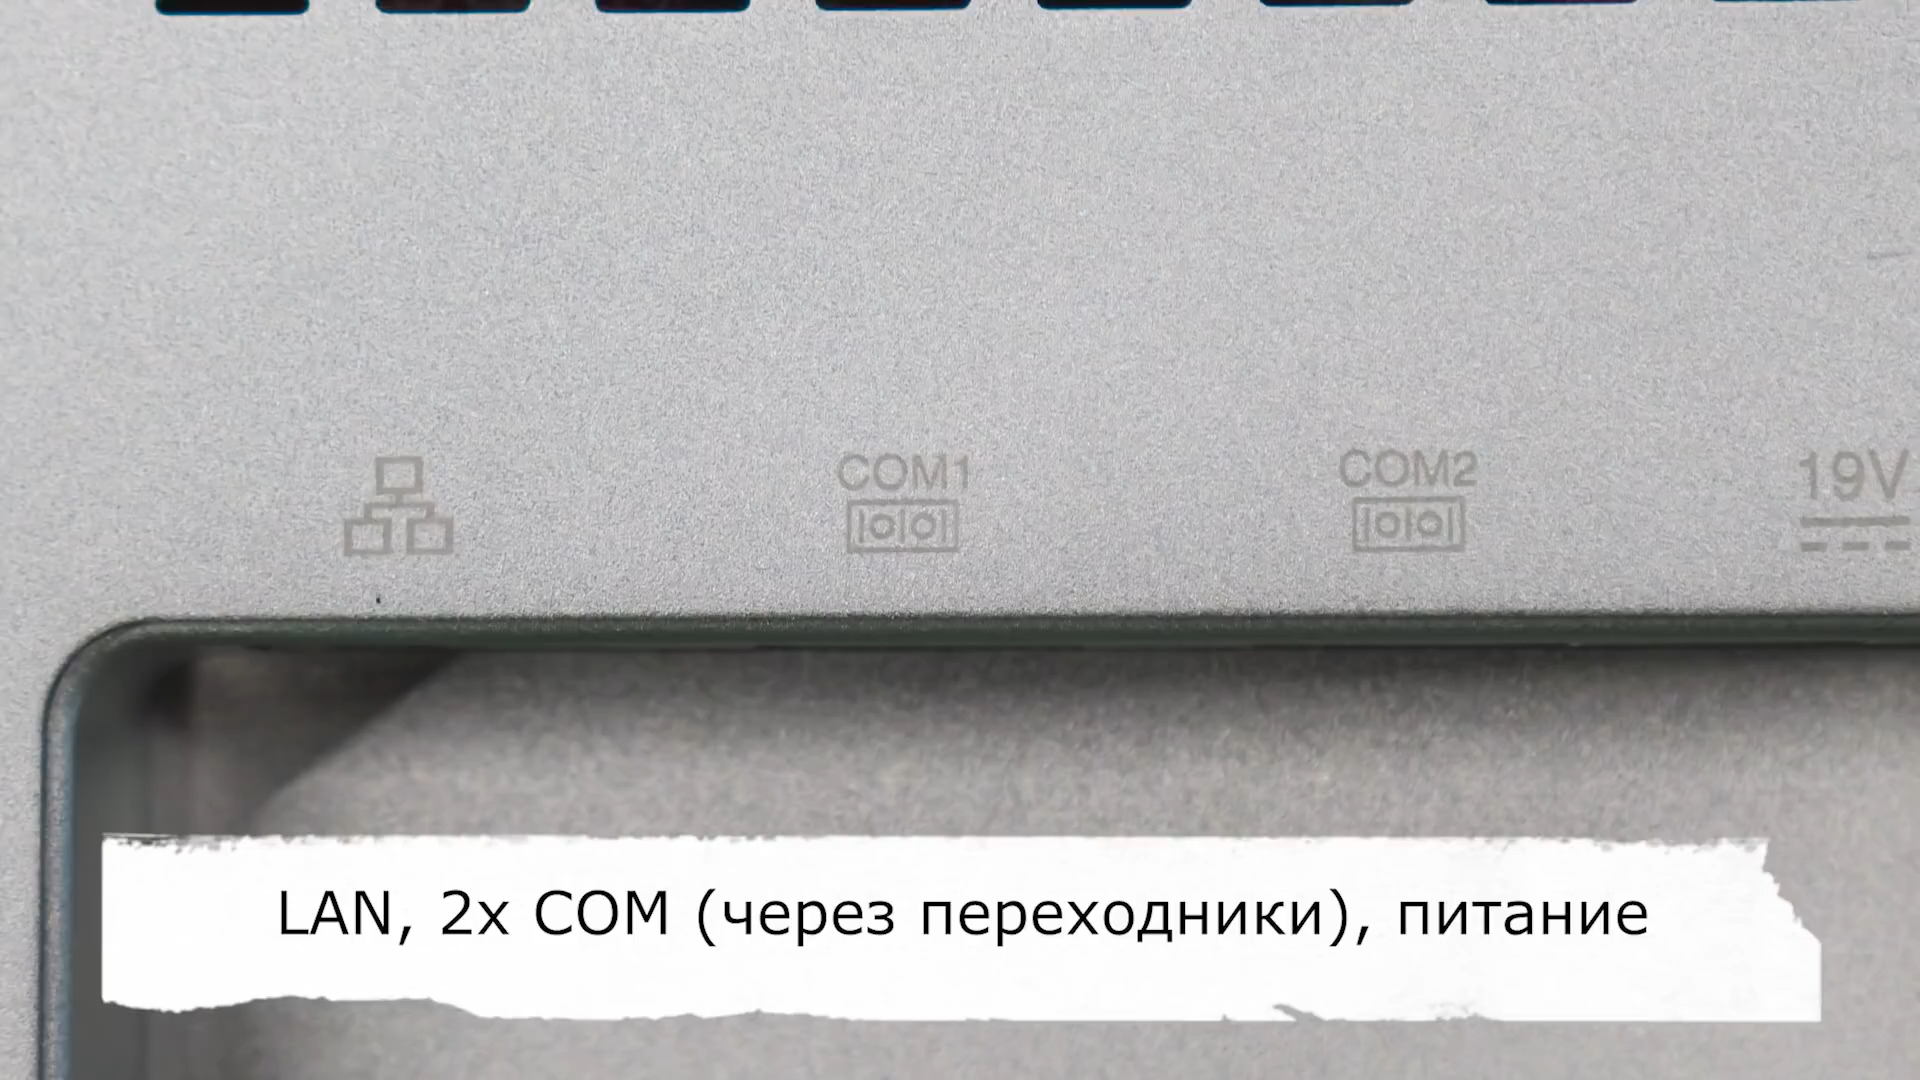 COM1 COM2 19V
LAN, 2x COM (через переходники), питание